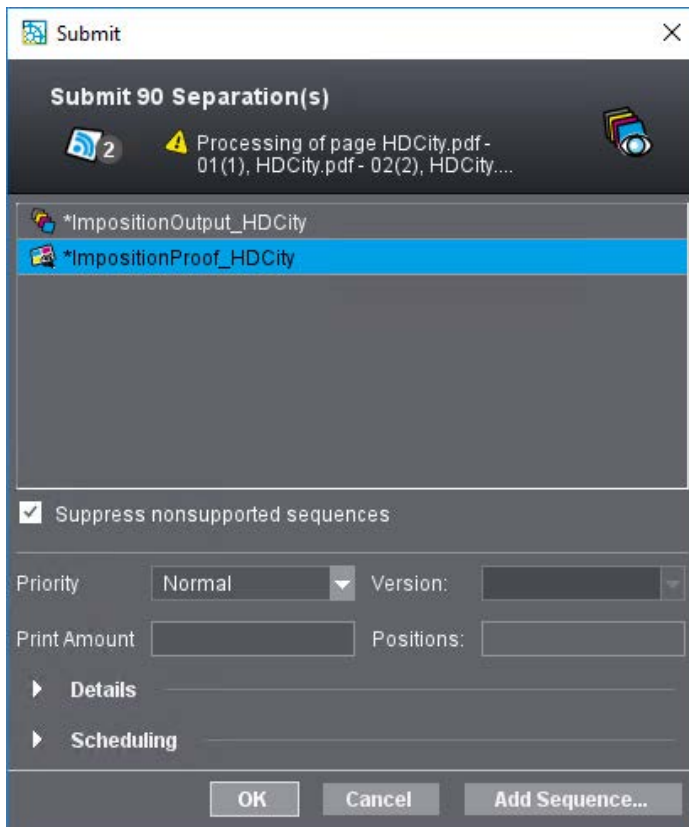 Submit
Submit 90 Separation(s)
2
Processing of page HDCity.pdf -
01(1), HDCity.pdf - 02(2), HDCity....
*ImpositionOutput_HDCity
*ImpositionProof_HDCity
Suppress nonsupported sequences
Priority Normal Version:
Print Amount Positions:
Details
Scheduling
OK Cancel Add Sequence...